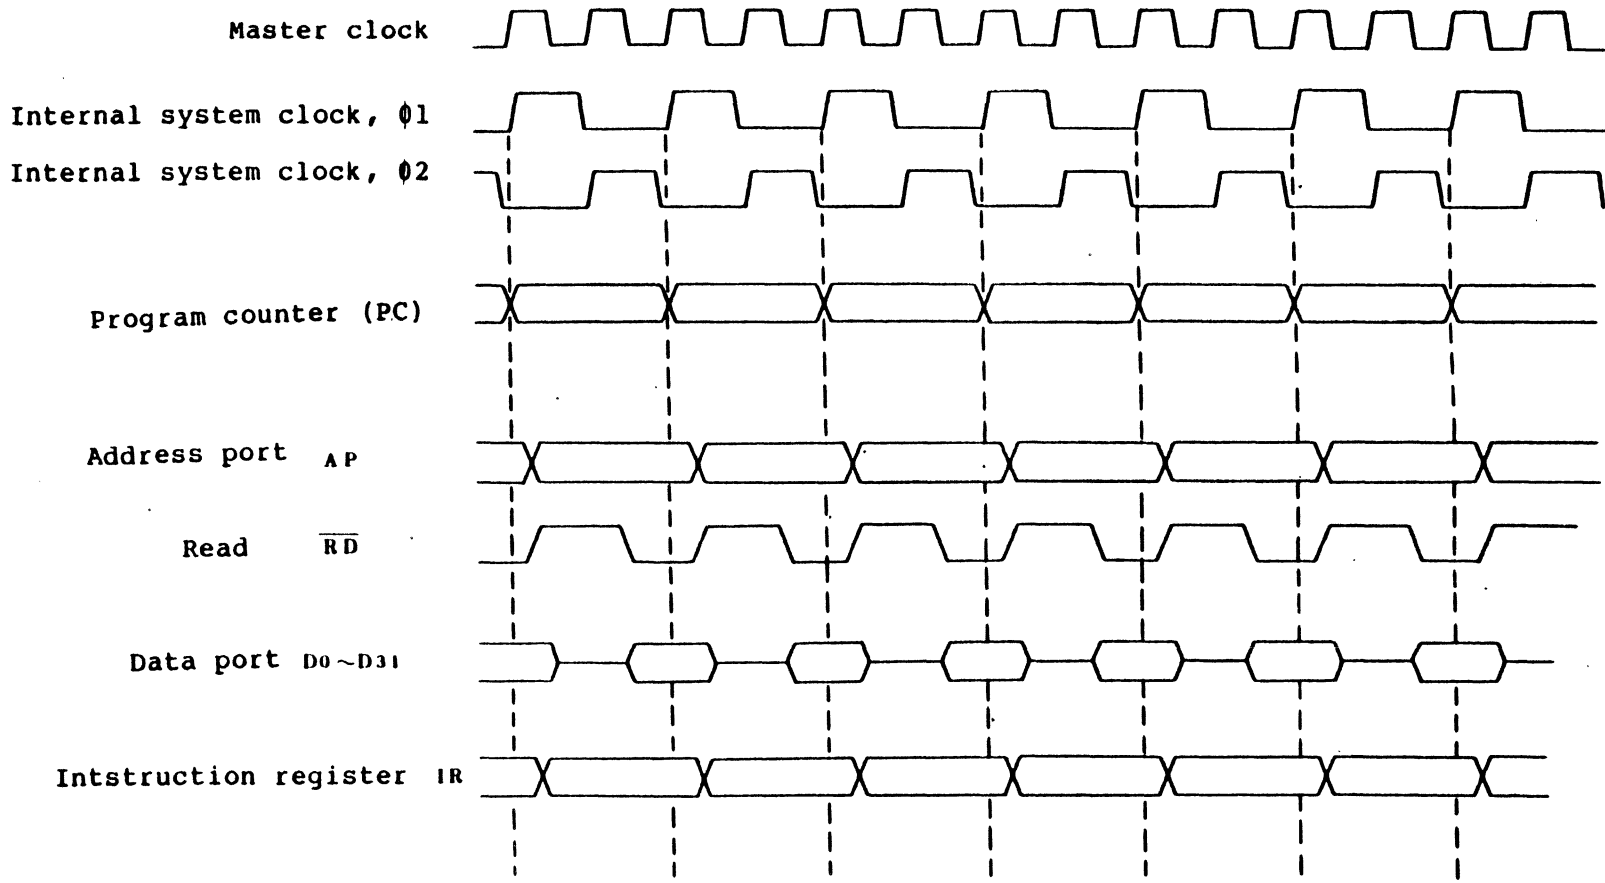 Master clock
Internal system clock, ϕ1
Internal system clock, ϕ2
Program counter (PC)
Address port AP
Read R̅D̅
Data port D0~D31
Intstruction register IR